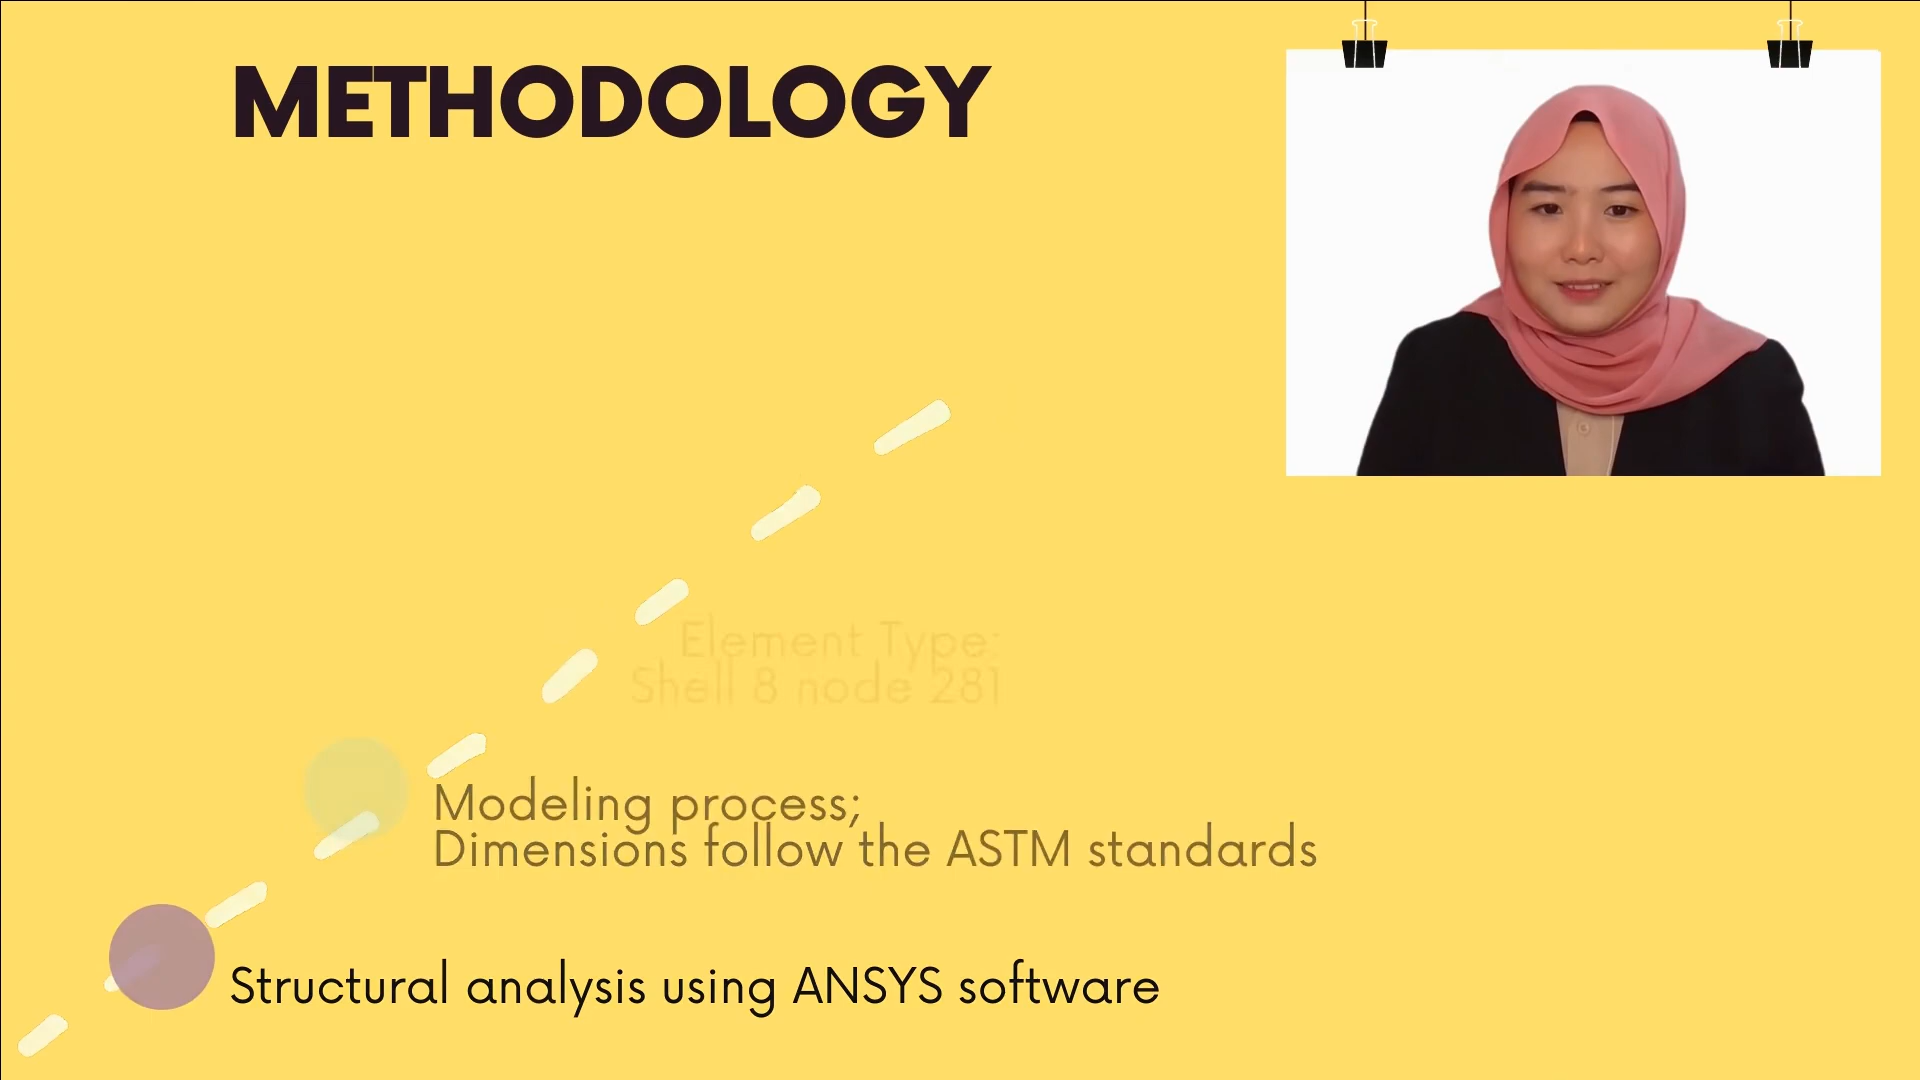 METHODOLOGY
Element Type:
Shell 8 node 281
Modeling process;
Dimensions follow the ASTM standards
Structural analysis using ANSYS software